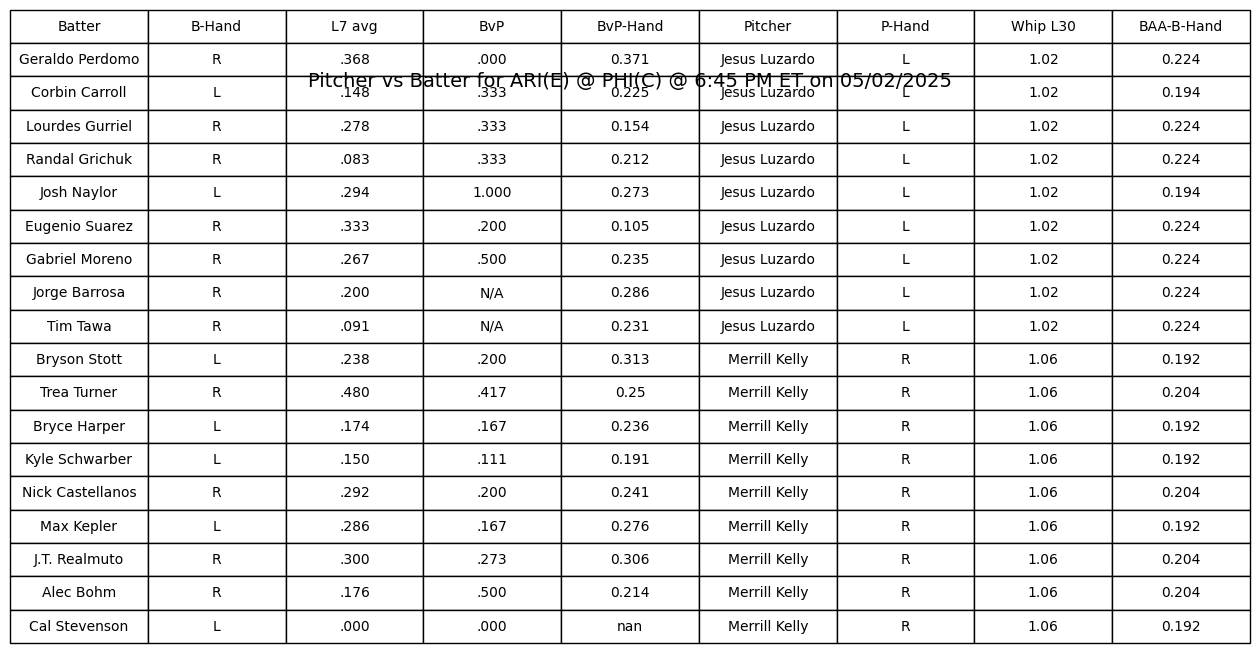 Batter B-Hand L7 avg BvP BvP-Hand Pitcher P-Hand Whip L30 BAA-B-Hand
Geraldo Perdomo R .368 .000 0.371 Jesus Luzardo L 1.02 0.224
Pitcher vs Batter for ARI(E) @ PHI(C) @ 6:45 PM ET on 05/02/2025
Corbin Carroll L .148 .333 0.225 Jesus Luzardo L 1.02 0.194
Lourdes Gurriel R .278 .333 0.154 Jesus Luzardo L 1.02 0.224
Randal Grichuk R .083 .333 0.212 Jesus Luzardo L 1.02 0.224
Josh Naylor L .294 1.000 0.273 Jesus Luzardo L 1.02 0.194
Eugenio Suarez R .333 .200 0.105 Jesus Luzardo L 1.02 0.224
Gabriel Moreno R .267 .500 0.235 Jesus Luzardo L 1.02 0.224
Jorge Barrosa R .200 N/A 0.286 Jesus Luzardo L 1.02 0.224
Tim Tawa R .091 N/A 0.231 Jesus Luzardo L 1.02 0.224
Bryson Stott L .238 .200 0.313 Merrill Kelly R 1.06 0.192
Trea Turner R .480 .417 0.25 Merrill Kelly R 1.06 0.204
Bryce Harper L .174 .167 0.236 Merrill Kelly R 1.06 0.192
Kyle Schwarber L .150 .111 0.191 Merrill Kelly R 1.06 0.192
Nick Castellanos R .292 .200 0.241 Merrill Kelly R 1.06 0.204
Max Kepler L .286 .167 0.276 Merrill Kelly R 1.06 0.192
J.T. Realmuto R .300 .273 0.306 Merrill Kelly R 1.06 0.204
Alec Bohm R .176 .500 0.214 Merrill Kelly R 1.06 0.204
Cal Stevenson L .000 .000 nan Merrill Kelly R 1.06 0.192